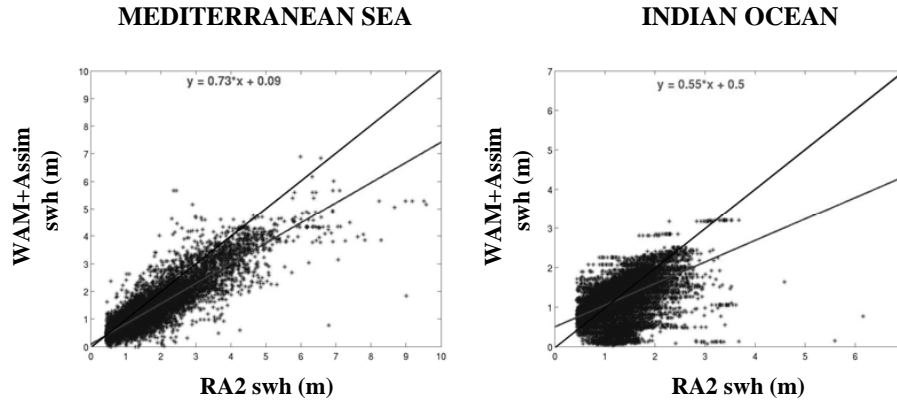 MEDITERRANEAN SEA
INDIAN OCEAN
y = 0.73*x + 0.09
10
9
8
7
6
5
4
3
2
1
0
WAM+Assim
swh (m)
0 1 2 3 4 5 6 7 8 9 10
RA2 swh (m)
y = 0.55*x + 0.5
7
6
5
4
3
2
1
0
WAM+Assim
swh (m)
0 1 2 3 4 5 6
RA2 swh (m)